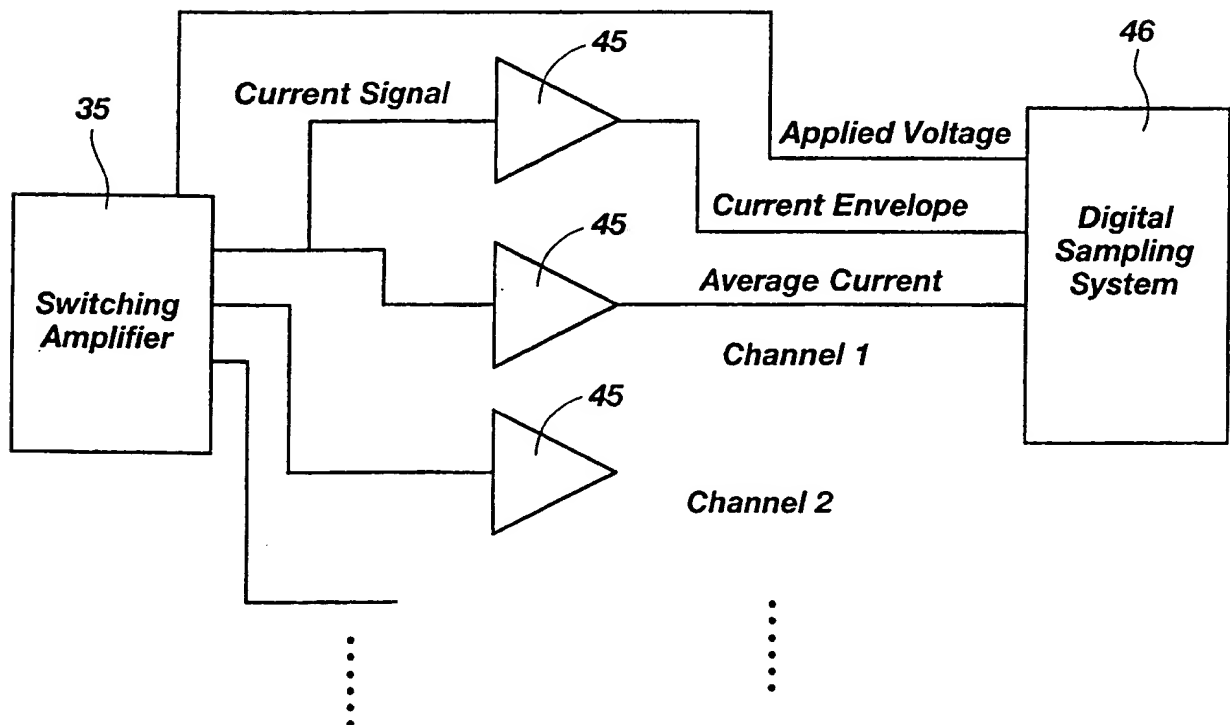 45
46
Current Signal
35
Applied Voltage
Current Envelope
45
Digital
Sampling
System
Switching
Amplifier
Average Current
Channel 1
45
Channel 2